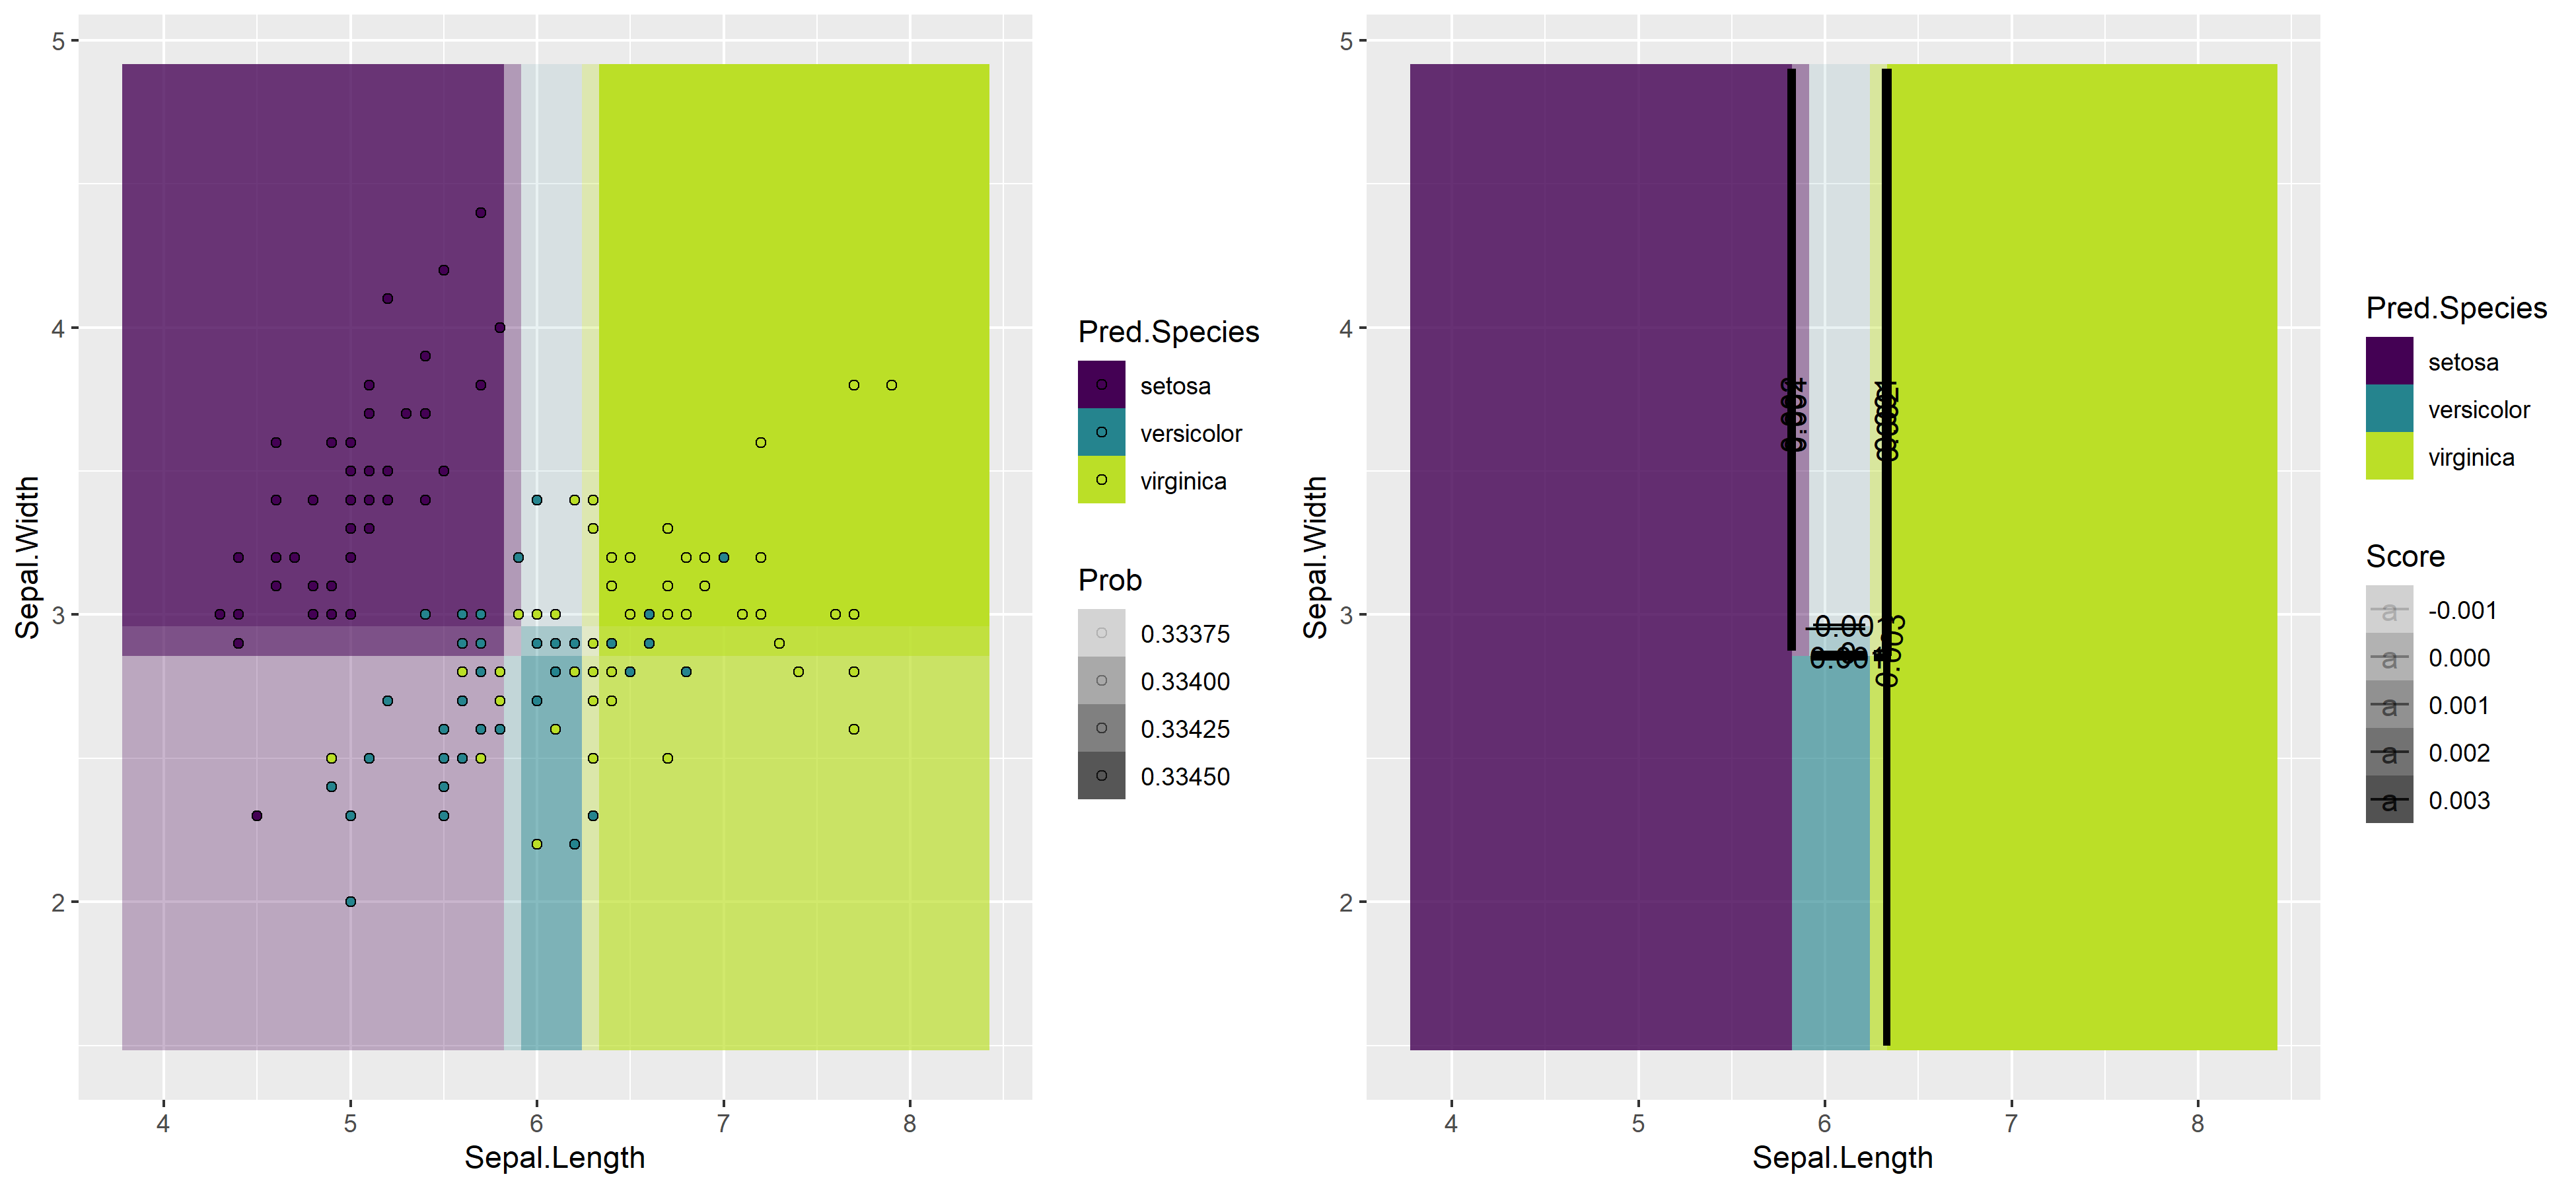 5
4
3
2
Sepal.Width
4 5 6 7 8
Sepal.Length
Pred.Species
setosa
versicolor
virginica
Prob
0.33375
0.33400
0.33425
0.33450
5
4
3
2
Sepal.Width
0.003
4 5 6 7 8
Sepal.Length
Pred.Species
setosa
versicolor
virginica
Score
a -0.001
a 0.000
a 0.001
a 0.002
a 0.003